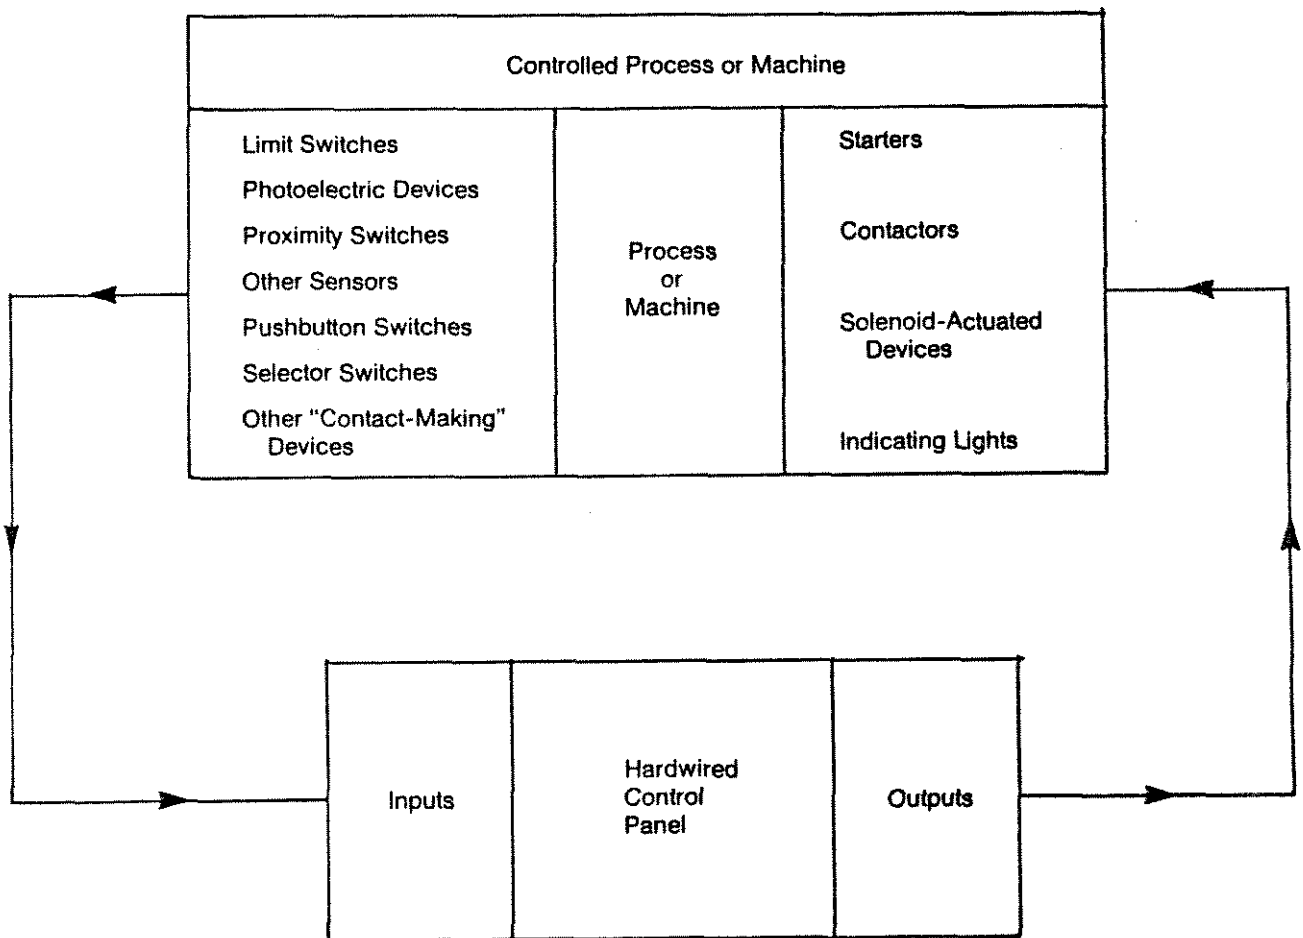 Controlled Process or Machine
Limit Switches
Photoelectric Devices
Proximity Switches
Other Sensors
Pushbutton Switches
Selector Switches
Other "Contact-Making"
Devices
Process
or
Machine
Starters
Contactors
Solenoid-Actuated
Devices
Indicating Lights
Inputs
Hardwired
Control
Panel
Outputs